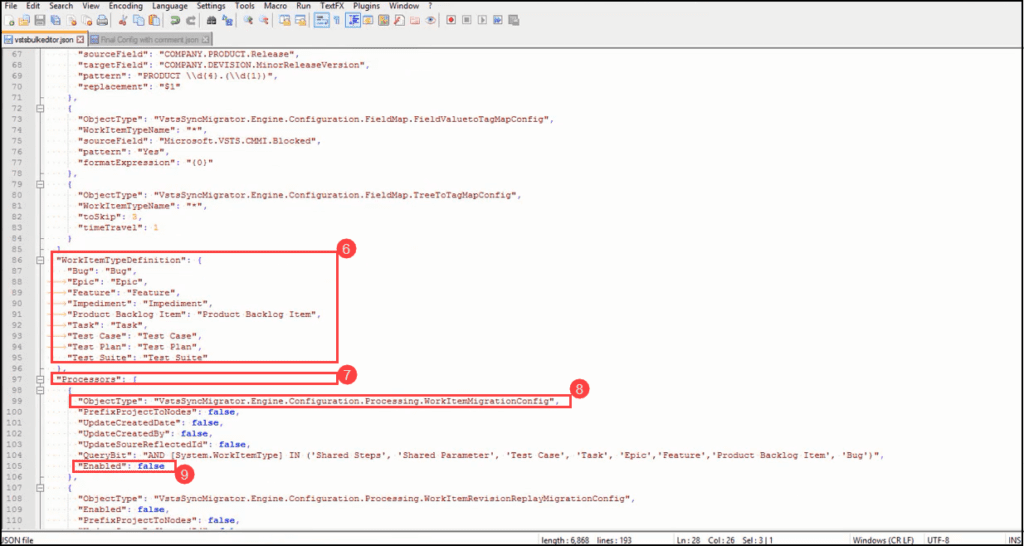 File Edit Search View Encoding Language Settings Tools Macro Run TextFX Plugins Window ?
vstsbulkeditor.json Final Config with comment.json
67 "sourceField": "COMPANY.PRODUCT.Release",
68 "targetField": "COMPANY.DEVISION.MinorReleaseVersion",
69 "pattern": "PRODUCT \\d{4}.(\\d{1})",
70 "replacement": "$1"
71 },
72 {
73 "ObjectType": "VstsSyncMigrator.Engine.Configuration.FieldMap.FieldValuetoTagMapConfig",
74 "WorkItemTypeName": "*",
75 "sourceField": "Microsoft.VSTS.CMMI.Blocked",
76 "pattern": "Yes",
77 "formatExpression": "{0}"
78 },
79 {
80 "ObjectType": "VstsSyncMigrator.Engine.Configuration.FieldMap.TreeToTagMapConfig",
81 "WorkItemTypeName": "*",
82 "toSkip": 3,
83 "timeTravel": 1
84 }
85
6
86 "WorkItemTypeDefinition": {
87 "Bug": "Bug",
88 "Epic": "Epic",
89 "Feature": "Feature",
90 "Impediment": "Impediment",
91 "Product Backlog Item": "Product Backlog Item",
92 "Task": "Task",
93 "Test Case": "Test Case",
94 "Test Plan": "Test Plan",
95 "Test Suite": "Test Suite"
96 },
97 "Processors": [ 7
98 {
8
99 "ObjectType": "VstsSyncMigrator.Engine.Configuration.Processing.WorkItemMigrationConfig",
100 "PrefixProjectToNodes": false,
101 "UpdateCreatedDate": false,
102 "UpdateCreatedBy": false,
103 "UpdateSoureReflectedId": false,
104 "QueryBit": "AND [System.WorkItemType] IN ('Shared Steps', 'Shared Parameter', 'Test Case', 'Task', 'Epic','Feature','Product Backlog Item', 'Bug')",
105 "Enabled": false 9
106 },
107 {
108 "ObjectType": "VstsSyncMigrator.Engine.Configuration.Processing.WorkItemRevisionReplayMigrationConfig",
109 "Enabled": false,
110 "PrefixProjectToNodes": false,
JSON file length : 6,868 lines : 193 Ln : 28 Col : 26 Sel : 3 | 1 Windows (CR LF) UTF-8 INS